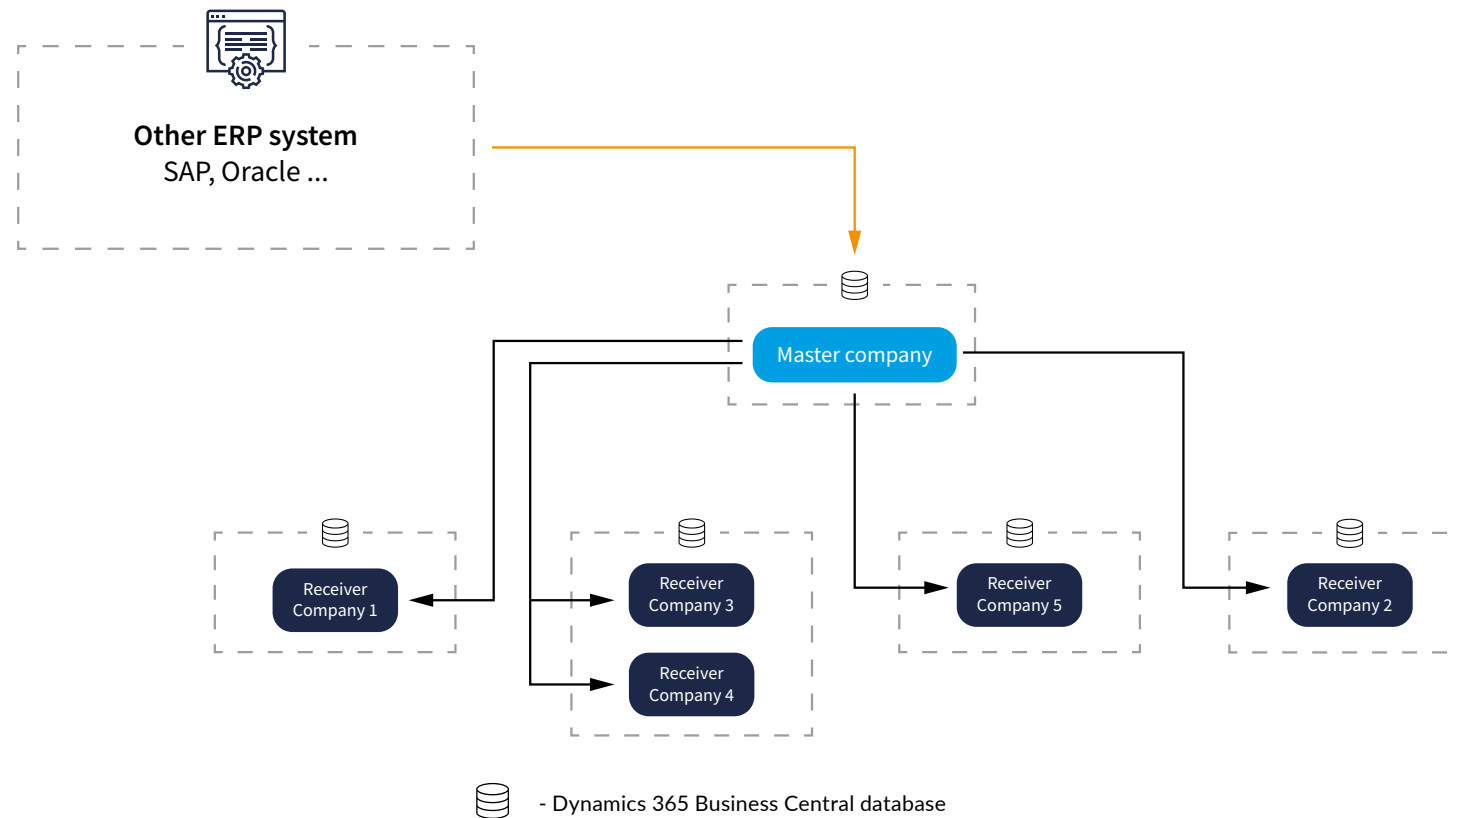 Other ERP system
SAP, Oracle ...
Master company
Receiver
Company 1
Receiver
Company 3
Receiver
Company 4
Receiver
Company 5
Receiver
Company 2
- Dynamics 365 Business Central database